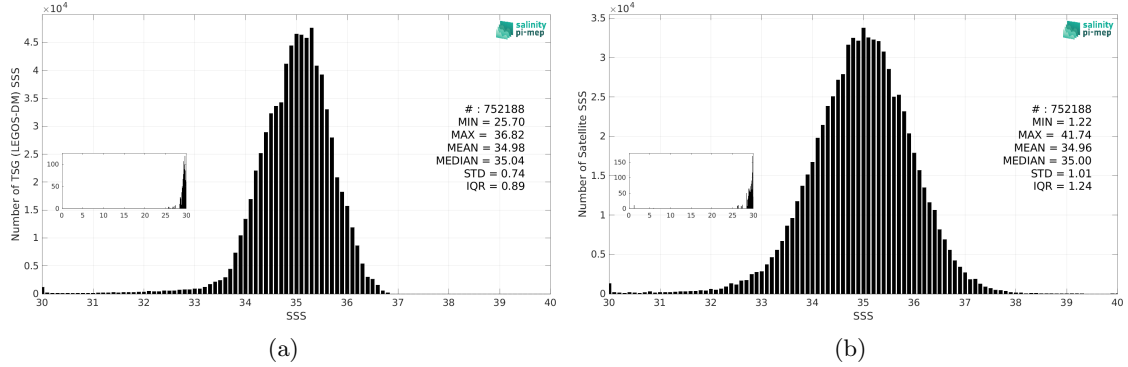 ×10⁴
4.5
4
3.5
3
2.5
2
1.5
1
0.5
0
Number of TSG (LEGOS-DM) SSS
salinity
pi-mep
# : 752188
MIN = 25.70
MAX = 36.82
MEAN = 34.98
MEDIAN = 35.04
STD = 0.74
IQR = 0.89
100
50
0
0 5 10 15 20 25 30
30 31 32 33 34 35 36 37 38 39 40
SSS
(a)
×10⁴
3.5
3
2.5
2
1.5
1
0.5
0
Number of Satellite SSS
salinity
pi-mep
# : 752188
MIN = 1.22
MAX = 41.74
MEAN = 34.96
MEDIAN = 35.00
STD = 1.01
IQR = 1.24
150
100
50
0
0 5 10 15 20 25 30
30 31 32 33 34 35 36 37 38 39 40
SSS
(b)